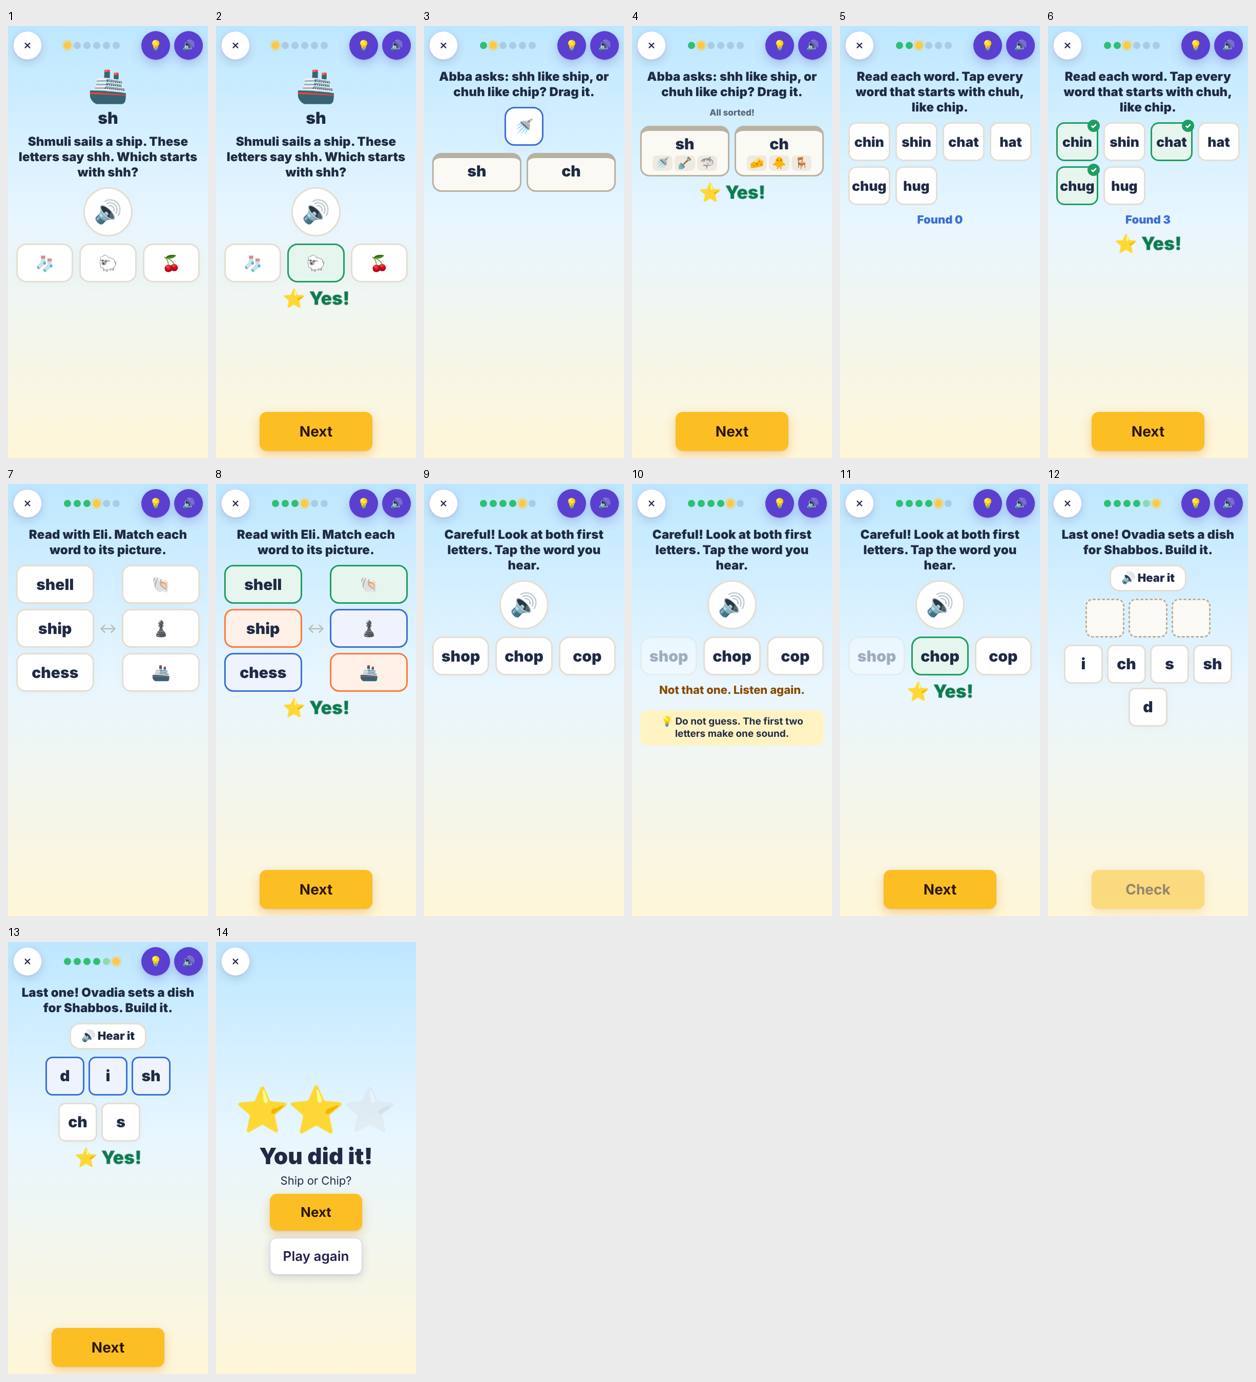 1
✕
sh
Shmuli sails a ship. These
letters say shh. Which starts
with shh?
2
✕
sh
Shmuli sails a ship. These
letters say shh. Which starts
with shh?
Yes!
Next
3
✕
Abba asks: shh like ship, or
chuh like chip? Drag it.
sh
ch
4
✕
Abba asks: shh like ship, or
chuh like chip? Drag it.
All sorted!
sh
ch
Yes!
Next
5
✕
Read each word. Tap every
word that starts with chuh,
like chip.
chin shin chat hat
chug hug
Found 0
6
✕
Read each word. Tap every
word that starts with chuh,
like chip.
chin shin chat hat
chug hug
Found 3
Yes!
Next
7
✕
Read with Eli. Match each
word to its picture.
shell
ship
chess
8
✕
Read with Eli. Match each
word to its picture.
shell
ship
chess
Yes!
Next
9
✕
Careful! Look at both first
letters. Tap the word you
hear.
shop chop cop
10
✕
Careful! Look at both first
letters. Tap the word you
hear.
shop chop cop
Not that one. Listen again.
Do not guess. The first two
letters make one sound.
11
✕
Careful! Look at both first
letters. Tap the word you
hear.
shop chop cop
Yes!
Next
12
✕
Last one! Ovadia sets a dish
for Shabbos. Build it.
Hear it
i ch s sh
d
Check
13
✕
Last one! Ovadia sets a dish
for Shabbos. Build it.
Hear it
d i sh
ch s
Yes!
Next
14
✕
You did it!
Ship or Chip?
Next
Play again